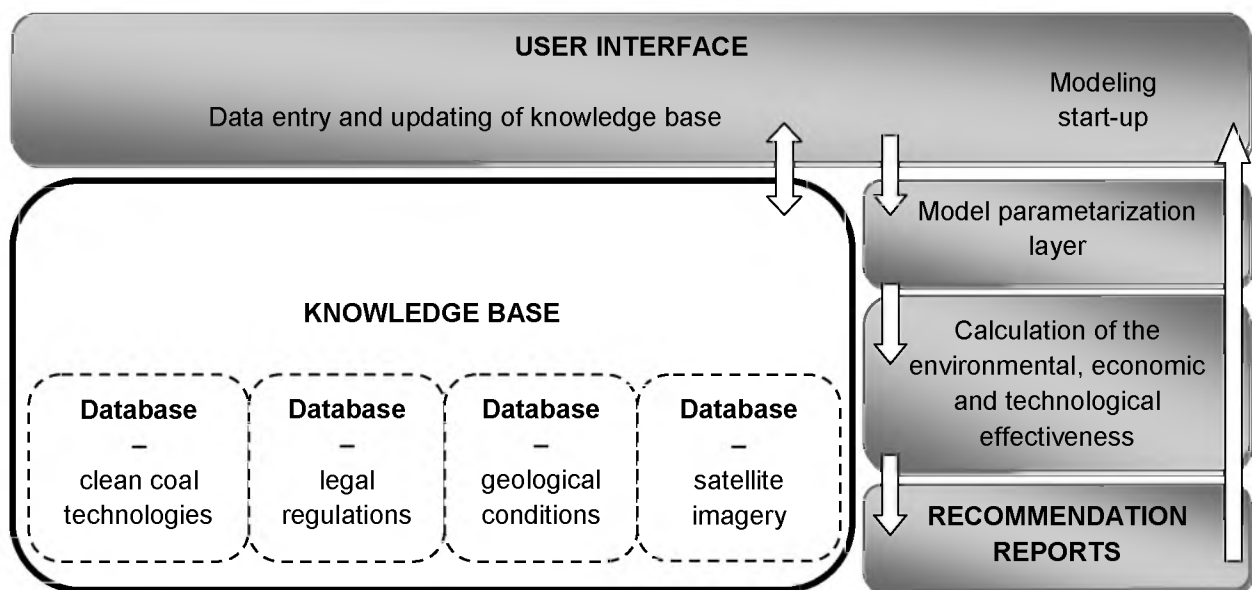 USER INTERFACE
Data entry and updating of knowledge base
Modeling
start-up
KNOWLEDGE BASE
Database
–
clean coal
technologies
Database
–
legal
regulations
Database
–
geological
conditions
Database
–
satellite
imagery
Model parametarization
layer
Calculation of the
environmental, economic
and technological
effectiveness
RECOMMENDATION
REPORTS